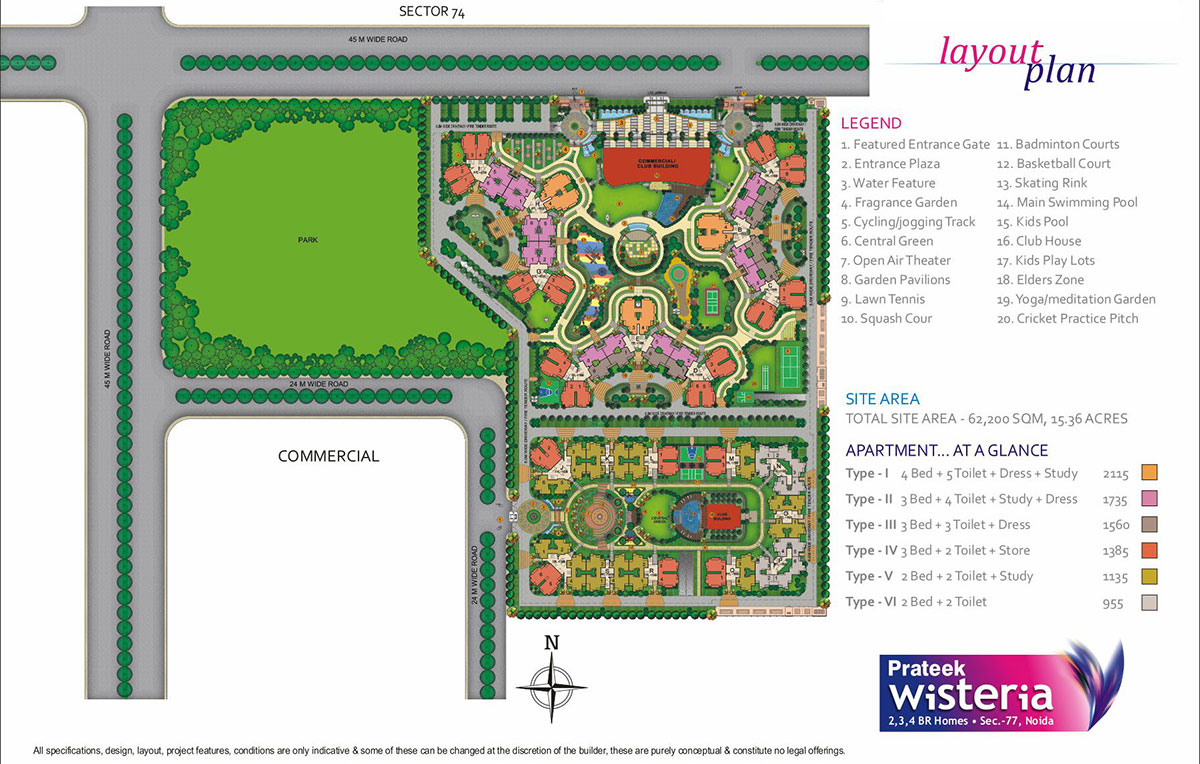 SECTOR 74
45 M WIDE ROAD
layout
plan
LEGEND
1. Featured Entrance Gate
2. Entrance Plaza
3. Water Feature
4. Fragrance Garden
5. Cycling/jogging Track
6. Central Green
7. Open Air Theater
8. Garden Pavilions
9. Lawn Tennis
10. Squash Cour
11. Badminton Courts
12. Basketball Court
13. Skating Rink
14. Main Swimming Pool
15. Kids Pool
16. Club House
17. Kids Play Lots
18. Elders Zone
19. Yoga/meditation Garden
20. Cricket Practice Pitch
COMMERCIAL/
CLUB BUILDING
PARK
45 M WIDE ROAD
24 M WIDE ROAD
COMMERCIAL
24 M WIDE ROAD
CENTRAL
GREEN
CLUB
BUILDING
SITE AREA
TOTAL SITE AREA - 62,200 SQM, 15.36 ACRES
APARTMENT... AT A GLANCE
Type - I 4 Bed + 5 Toilet + Dress + Study 2115
Type - II 3 Bed + 4 Toilet + Study + Dress 1735
Type - III 3 Bed + 3 Toilet + Dress 1560
Type - IV 3 Bed + 2 Toilet + Store 1385
Type - V 2 Bed + 2 Toilet + Study 1135
Type - VI 2 Bed + 2 Toilet 955
N
Prateek
wisteria
2,3,4 BR Homes • Sec.-77, Noida
All specifications, design, layout, project features, conditions are only indicative & some of these can be changed at the discretion of the builder, these are purely conceptual & constitute no legal offerings.